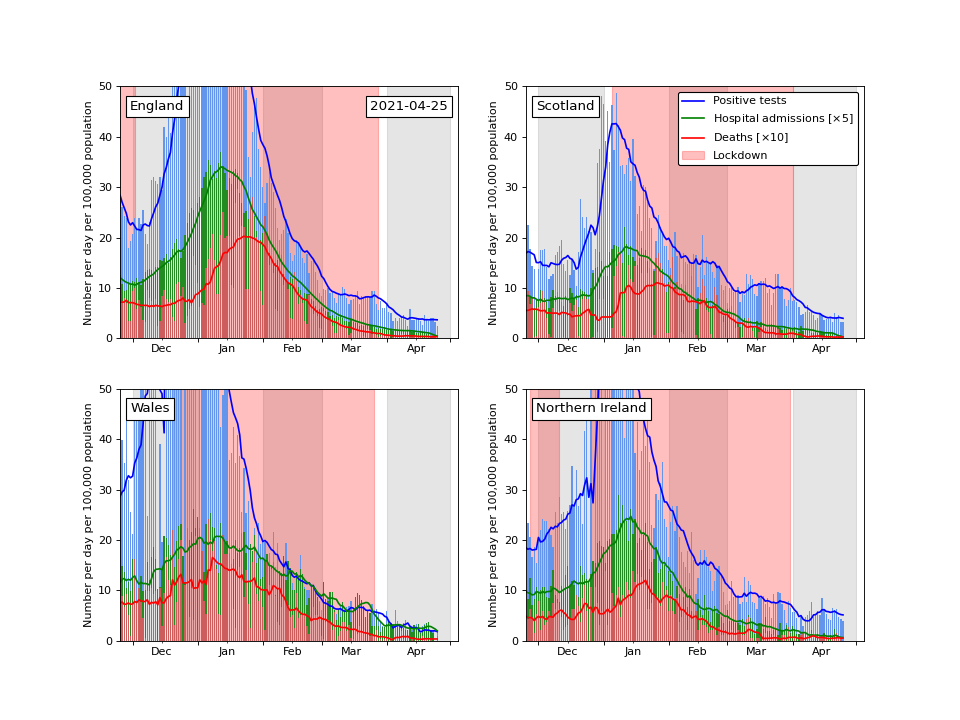 England
2021-04-25
Number per day per 100,000 population
50
40
30
20
10
0
Dec
Jan
Feb
Mar
Apr
Scotland
Positive tests
Hospital admissions [×5]
Deaths [×10]
Lockdown
Number per day per 100,000 population
50
40
30
20
10
0
Dec
Jan
Feb
Mar
Apr
Wales
Number per day per 100,000 population
50
40
30
20
10
0
Dec
Jan
Feb
Mar
Apr
Northern Ireland
Number per day per 100,000 population
50
40
30
20
10
0
Dec
Jan
Feb
Mar
Apr